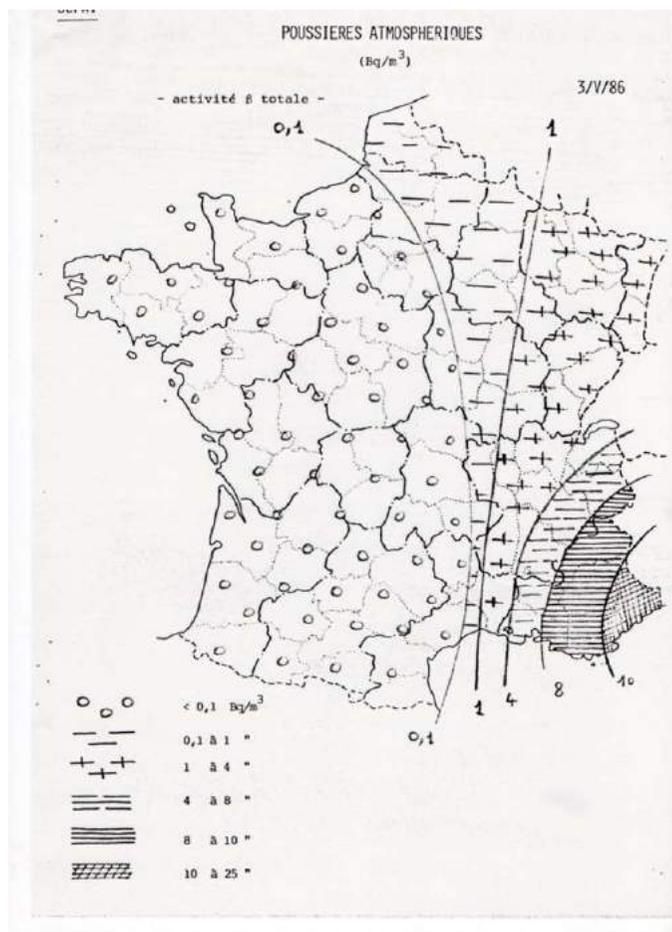 POUSSIERES ATMOSPHERIQUES
(Bq/m³)
3/V/86
- activité β totale -
0,1
1
0,1
1
4
8
10
< 0,1 Bq/m³
0,1 à 1 "
1 à 4 "
4 à 8 "
8 à 10 "
10 à 25 "